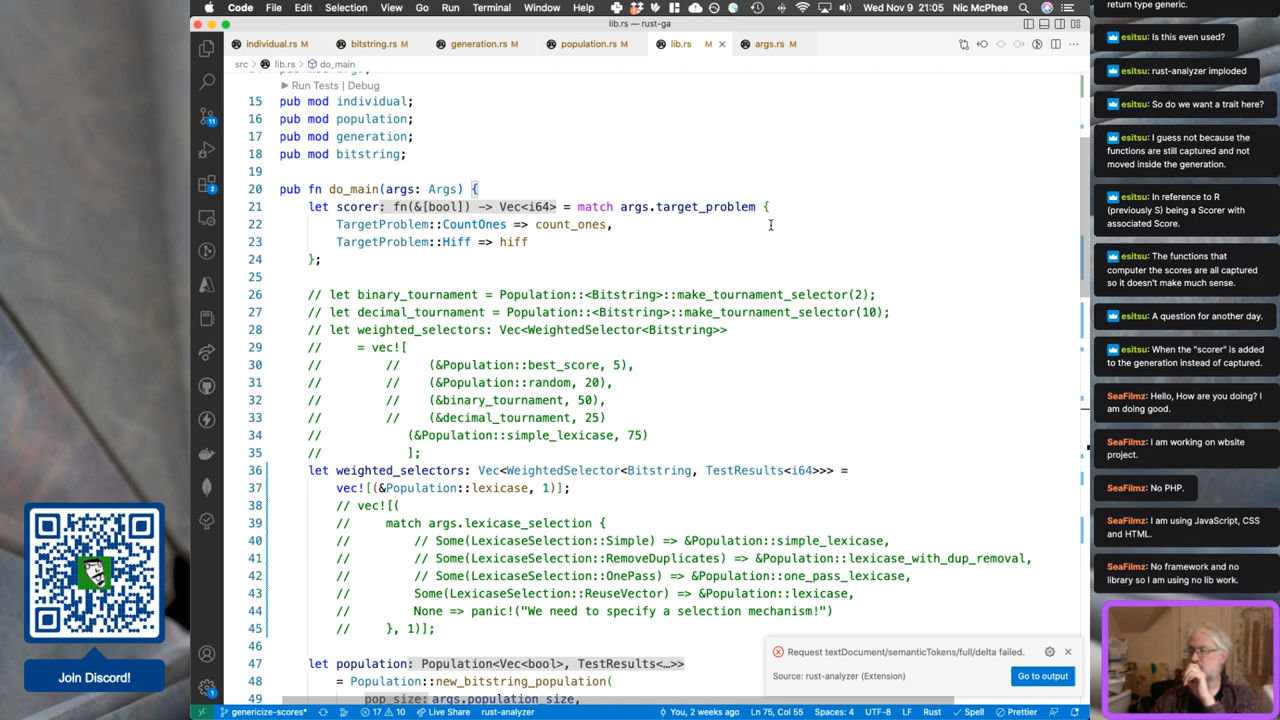 Code File Edit Selection View Go Run Terminal Window Help Wed Nov 9 21:05 Nic McPhee
lib.rs — rust-ga
individual.rs M bitstring.rs M generation.rs M population.rs M lib.rs M args.rs M
src > lib.rs > do_main
▶ Run Tests | Debug
15 pub mod individual;
16 pub mod population;
17 pub mod generation;
18 pub mod bitstring;
19
20 pub fn do_main(args: Args) {
21 let scorer: fn(&[bool]) -> Vec<i64> = match args.target_problem {
22 TargetProblem::CountOnes => count_ones,
23 TargetProblem::Hiff => hiff
24 };
25
26 // let binary_tournament = Population::<Bitstring>::make_tournament_selector(2);
27 // let decimal_tournament = Population::<Bitstring>::make_tournament_selector(10);
28 // let weighted_selectors: Vec<WeightedSelector<Bitstring>>
29 // = vec![
30 // // (&Population::best_score, 5),
31 // // (&Population::random, 20),
32 // // (&binary_tournament, 50),
33 // // (&decimal_tournament, 25)
34 // (&Population::simple_lexicase, 75)
35 // ];
36 let weighted_selectors: Vec<WeightedSelector<Bitstring, TestResults<i64>>> =
37 vec![(&Population::lexicase, 1)];
38 // vec![(
39 // match args.lexicase_selection {
40 // // Some(LexicaseSelection::Simple) => &Population::simple_lexicase,
41 // // Some(LexicaseSelection::RemoveDuplicates) => &Population::lexicase_with_dup_removal,
42 // // Some(LexicaseSelection::OnePass) => &Population::one_pass_lexicase,
43 // Some(LexicaseSelection::ReuseVector) => &Population::lexicase,
44 // None => panic!("We need to specify a selection mechanism!")
45 // }, 1)];
46
47 let population: Population<Vec<bool>, TestResults<…>>
48 = Population::new_bitstring_population(
49 pop_size: args.population_size,
Request textDocument/semanticTokens/full/delta failed.
Source: rust-analyzer (Extension)
Go to output
genericize-scores* 17 10 Live Share rust-analyzer You, 2 weeks ago Ln 75, Col 55 Spaces: 4 UTF-8 LF Rust Spell Prettier
11
2
1
Join Discord!
return type generic.
esitsu: Is this even used?
esitsu: rust-analyzer imploded
esitsu: So do we want a trait here?
esitsu: I guess not because the
functions are still captured and not
moved inside the generation.
esitsu: In reference to R
(previously S) being a Scorer with
associated Score.
esitsu: The functions that
computer the scores are all captured
so it doesn't make much sense.
esitsu: A question for another day.
esitsu: When the "scorer" is added
to the generation instead of captured.
SeaFilmz: Hello, How are you doing? I
am doing good.
SeaFilmz: I am working on wbsite
project.
SeaFilmz: No PHP.
SeaFilmz: I am using JavaScript, CSS
and HTML.
SeaFilmz: No framework and no
library so I am using no lib work.